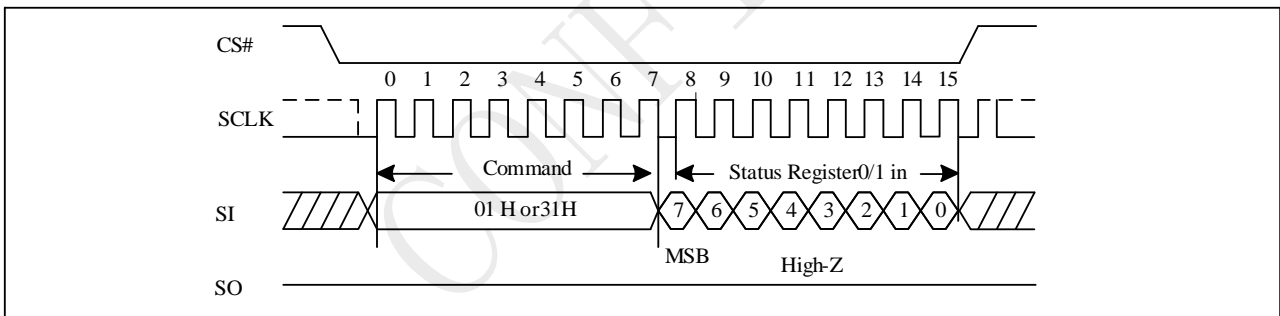 CS#
0 1 2 3 4 5 6 7 8 9 10 11 12 13 14 15
SCLK
Command Status Register0/1 in
SI 01 H or31H 7 6 5 4 3 2 1 0
MSB High-Z
SO